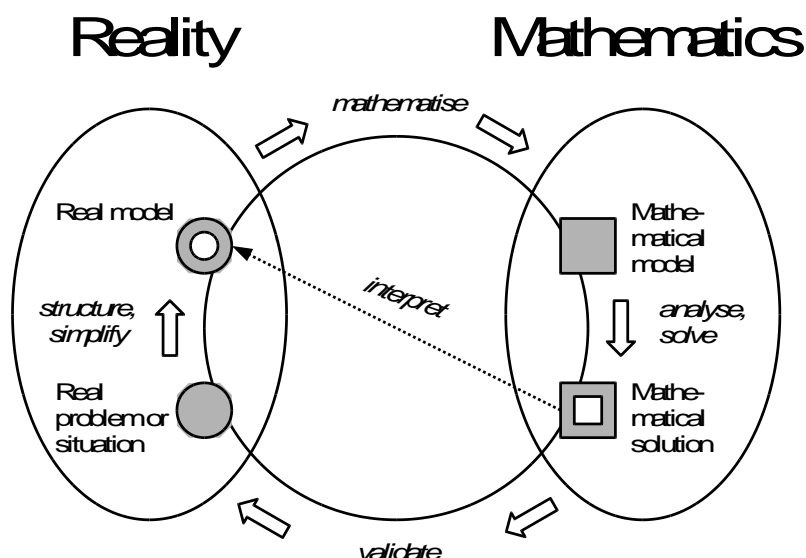 Reality
Mathematics
mathematise
Real model
Mathe-
matical
model
interpret
structure,
simplify
analyse,
solve
Real
problem or
situation
Mathe-
matical
solution
validate